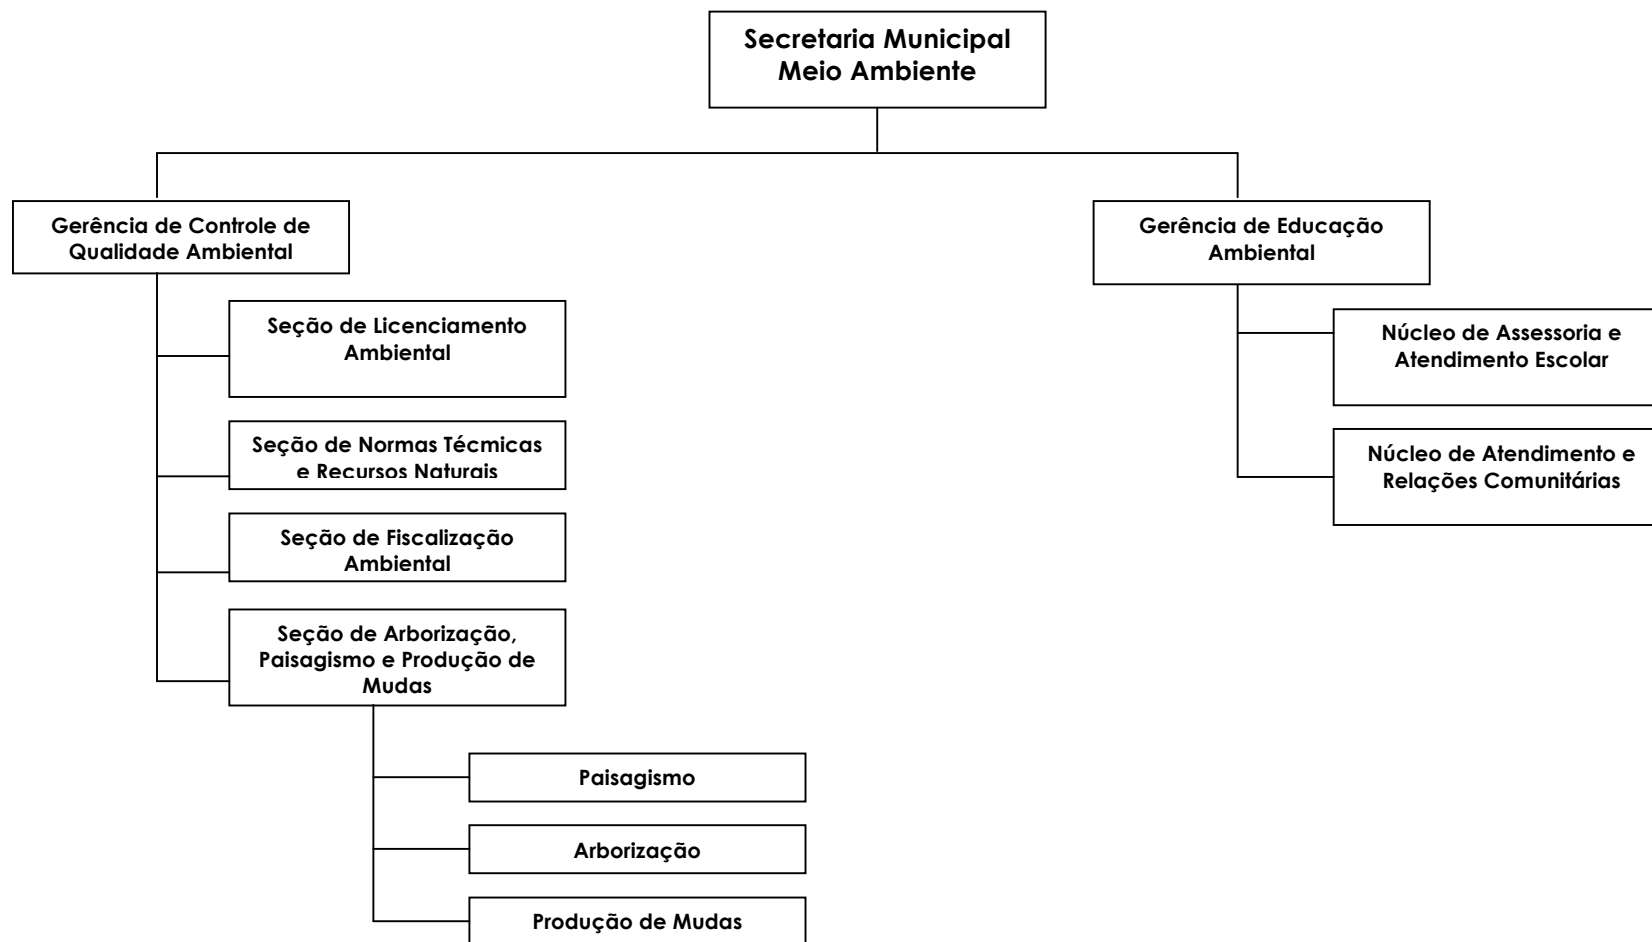 Secretaria Municipal
Meio Ambiente
Gerência de Controle de
Qualidade Ambiental
Seção de Licenciamento
Ambiental
Seção de Normas Técmicas
e Recursos Naturais
Seção de Fiscalização
Ambiental
Seção de Arborização,
Paisagismo e Produção de
Mudas
Paisagismo
Arborização
Produção de Mudas
Gerência de Educação
Ambiental
Núcleo de Assessoria e
Atendimento Escolar
Núcleo de Atendimento e
Relações Comunitárias